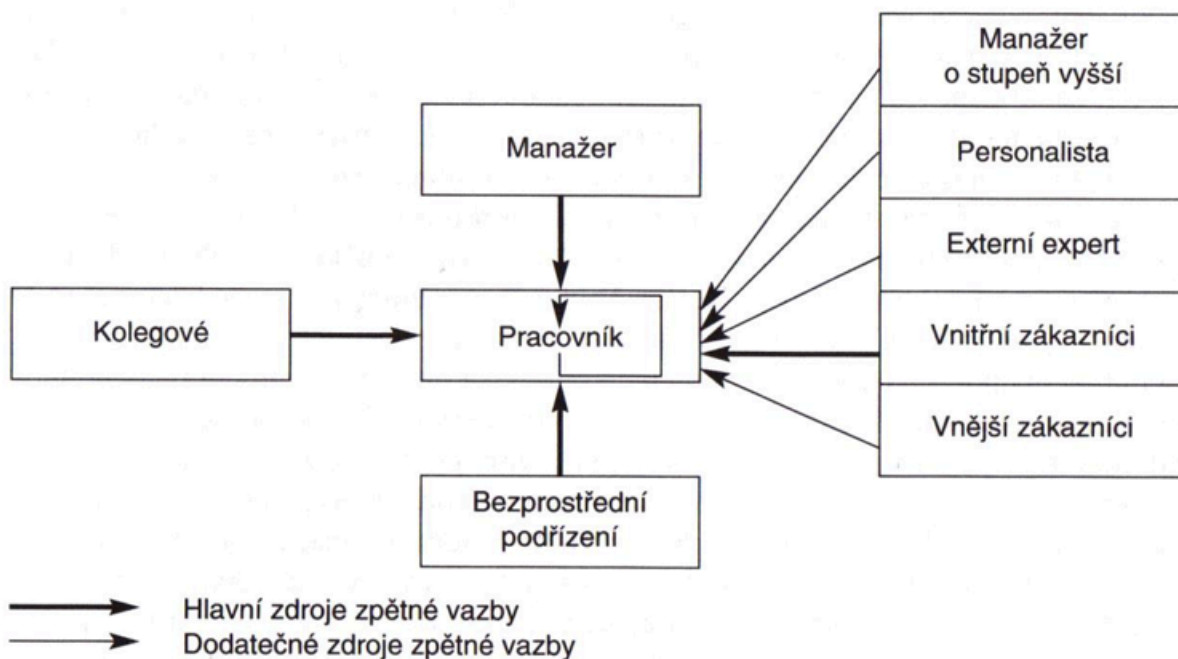 Manažer
o stupeň vyšší
Manažer
Personalista
Externí expert
Kolegové
Pracovník
Vnitřní zákazníci
Vnější zákazníci
Bezprostřední
podřízení
Hlavní zdroje zpětné vazby
Dodatečné zdroje zpětné vazby